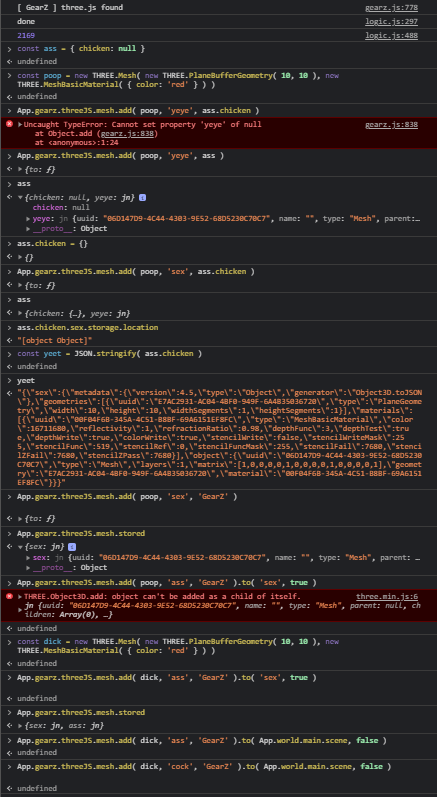 [ GearZ ] three.js found gearz.js:778
done logic.js:297
2169 logic.js:488
> const ass = { chicken: null }
<· undefined
> const poop = new THREE.Mesh( new THREE.PlaneBufferGeometry( 10, 10 ), new
THREE.MeshBasicMaterial( { color: 'red' } ) )
<· undefined
> App.gearz.threeJS.mesh.add( poop, 'yeye', ass.chicken )
▶Uncaught TypeError: Cannot set property 'yeye' of null gearz.js:838
at Object.add (gearz.js:838)
at <anonymous>:1:24
> App.gearz.threeJS.mesh.add( poop, 'yeye', ass )
<· ▶{to: ƒ}
> ass
<· ▼{chicken: null, yeye: jn} i
chicken: null
▶yeye: jn {uuid: "06D147D9-4C44-4303-9E52-68D5230C70C7", name: "", type: "Mesh", parent:…
▶__proto__: Object
> ass.chicken = {}
<· ▶{}
> App.gearz.threeJS.mesh.add( poop, 'sex', ass.chicken )
<· ▶{to: ƒ}
> ass
<· ▶{chicken: {…}, yeye: jn}
> ass.chicken.sex.storage.location
<· "[object Object]"
> const yeet = JSON.stringify( ass.chicken )
<· undefined
> yeet
<· "{\"sex\":{\"metadata\":{\"version\":4.5,\"type\":\"Object\",\"generator\":\"Object3D.toJSON
\"},\"geometries\":[{\"uuid\":\"E7AC2931-AC04-4BF0-949F-6A4835036720\",\"type\":\"PlaneGeome
try\",\"width\":10,\"height\":10,\"widthSegments\":1,\"heightSegments\":1}],\"materials\":
[{\"uuid\":\"00F04F6B-345A-4C51-B8BF-69A6151EF8FC\",\"type\":\"MeshBasicMaterial\",\"color
\":16711680,\"reflectivity\":1,\"refractionRatio\":0.98,\"depthFunc\":3,\"depthTest\":tru
e,\"depthWrite\":true,\"colorWrite\":true,\"stencilWrite\":false,\"stencilWriteMask\":25
5,\"stencilFunc\":519,\"stencilRef\":0,\"stencilFuncMask\":255,\"stencilFail\":7680,\"stenci
lZFail\":7680,\"stencilZPass\":7680}],\"object\":{\"uuid\":\"06D147D9-4C44-4303-9E52-68D5230
C70C7\",\"type\":\"Mesh\",\"layers\":1,\"matrix\":[1,0,0,0,0,1,0,0,0,0,1,0,0,0,0,1],\"geomet
ry\":\"E7AC2931-AC04-4BF0-949F-6A4835036720\",\"material\":\"00F04F6B-345A-4C51-B8BF-69A6151
EF8FC\"}}}"
> App.gearz.threeJS.mesh.add( poop, 'sex', 'GearZ' )
<· ▶{to: ƒ}
> App.gearz.threeJS.mesh.stored
<· ▼{sex: jn} i
▶sex: jn {uuid: "06D147D9-4C44-4303-9E52-68D5230C70C7", name: "", type: "Mesh", parent: …
▶__proto__: Object
> App.gearz.threeJS.mesh.add( poop, 'ass', 'GearZ' ).to( 'sex', true )
▶THREE.Object3D.add: object can't be added as a child of itself. three.min.js:6
▶jn {uuid: "06D147D9-4C44-4303-9E52-68D5230C70C7", name: "", type: "Mesh", parent: null, ch
ildren: Array(0), …}
<· undefined
> const dick = new THREE.Mesh( new THREE.PlaneBufferGeometry( 10, 10 ), new
THREE.MeshBasicMaterial( { color: 'red' } ) )
<· undefined
> App.gearz.threeJS.mesh.add( dick, 'ass', 'GearZ' ).to( 'sex', true )
<· undefined
> App.gearz.threeJS.mesh.stored
<· ▶{sex: jn, ass: jn}
> App.gearz.threeJS.mesh.add( dick, 'ass', 'GearZ' ).to( App.world.main.scene, false )
<· undefined
> App.gearz.threeJS.mesh.add( dick, 'cock', 'GearZ' ).to( App.world.main.scene, false )
<· undefined